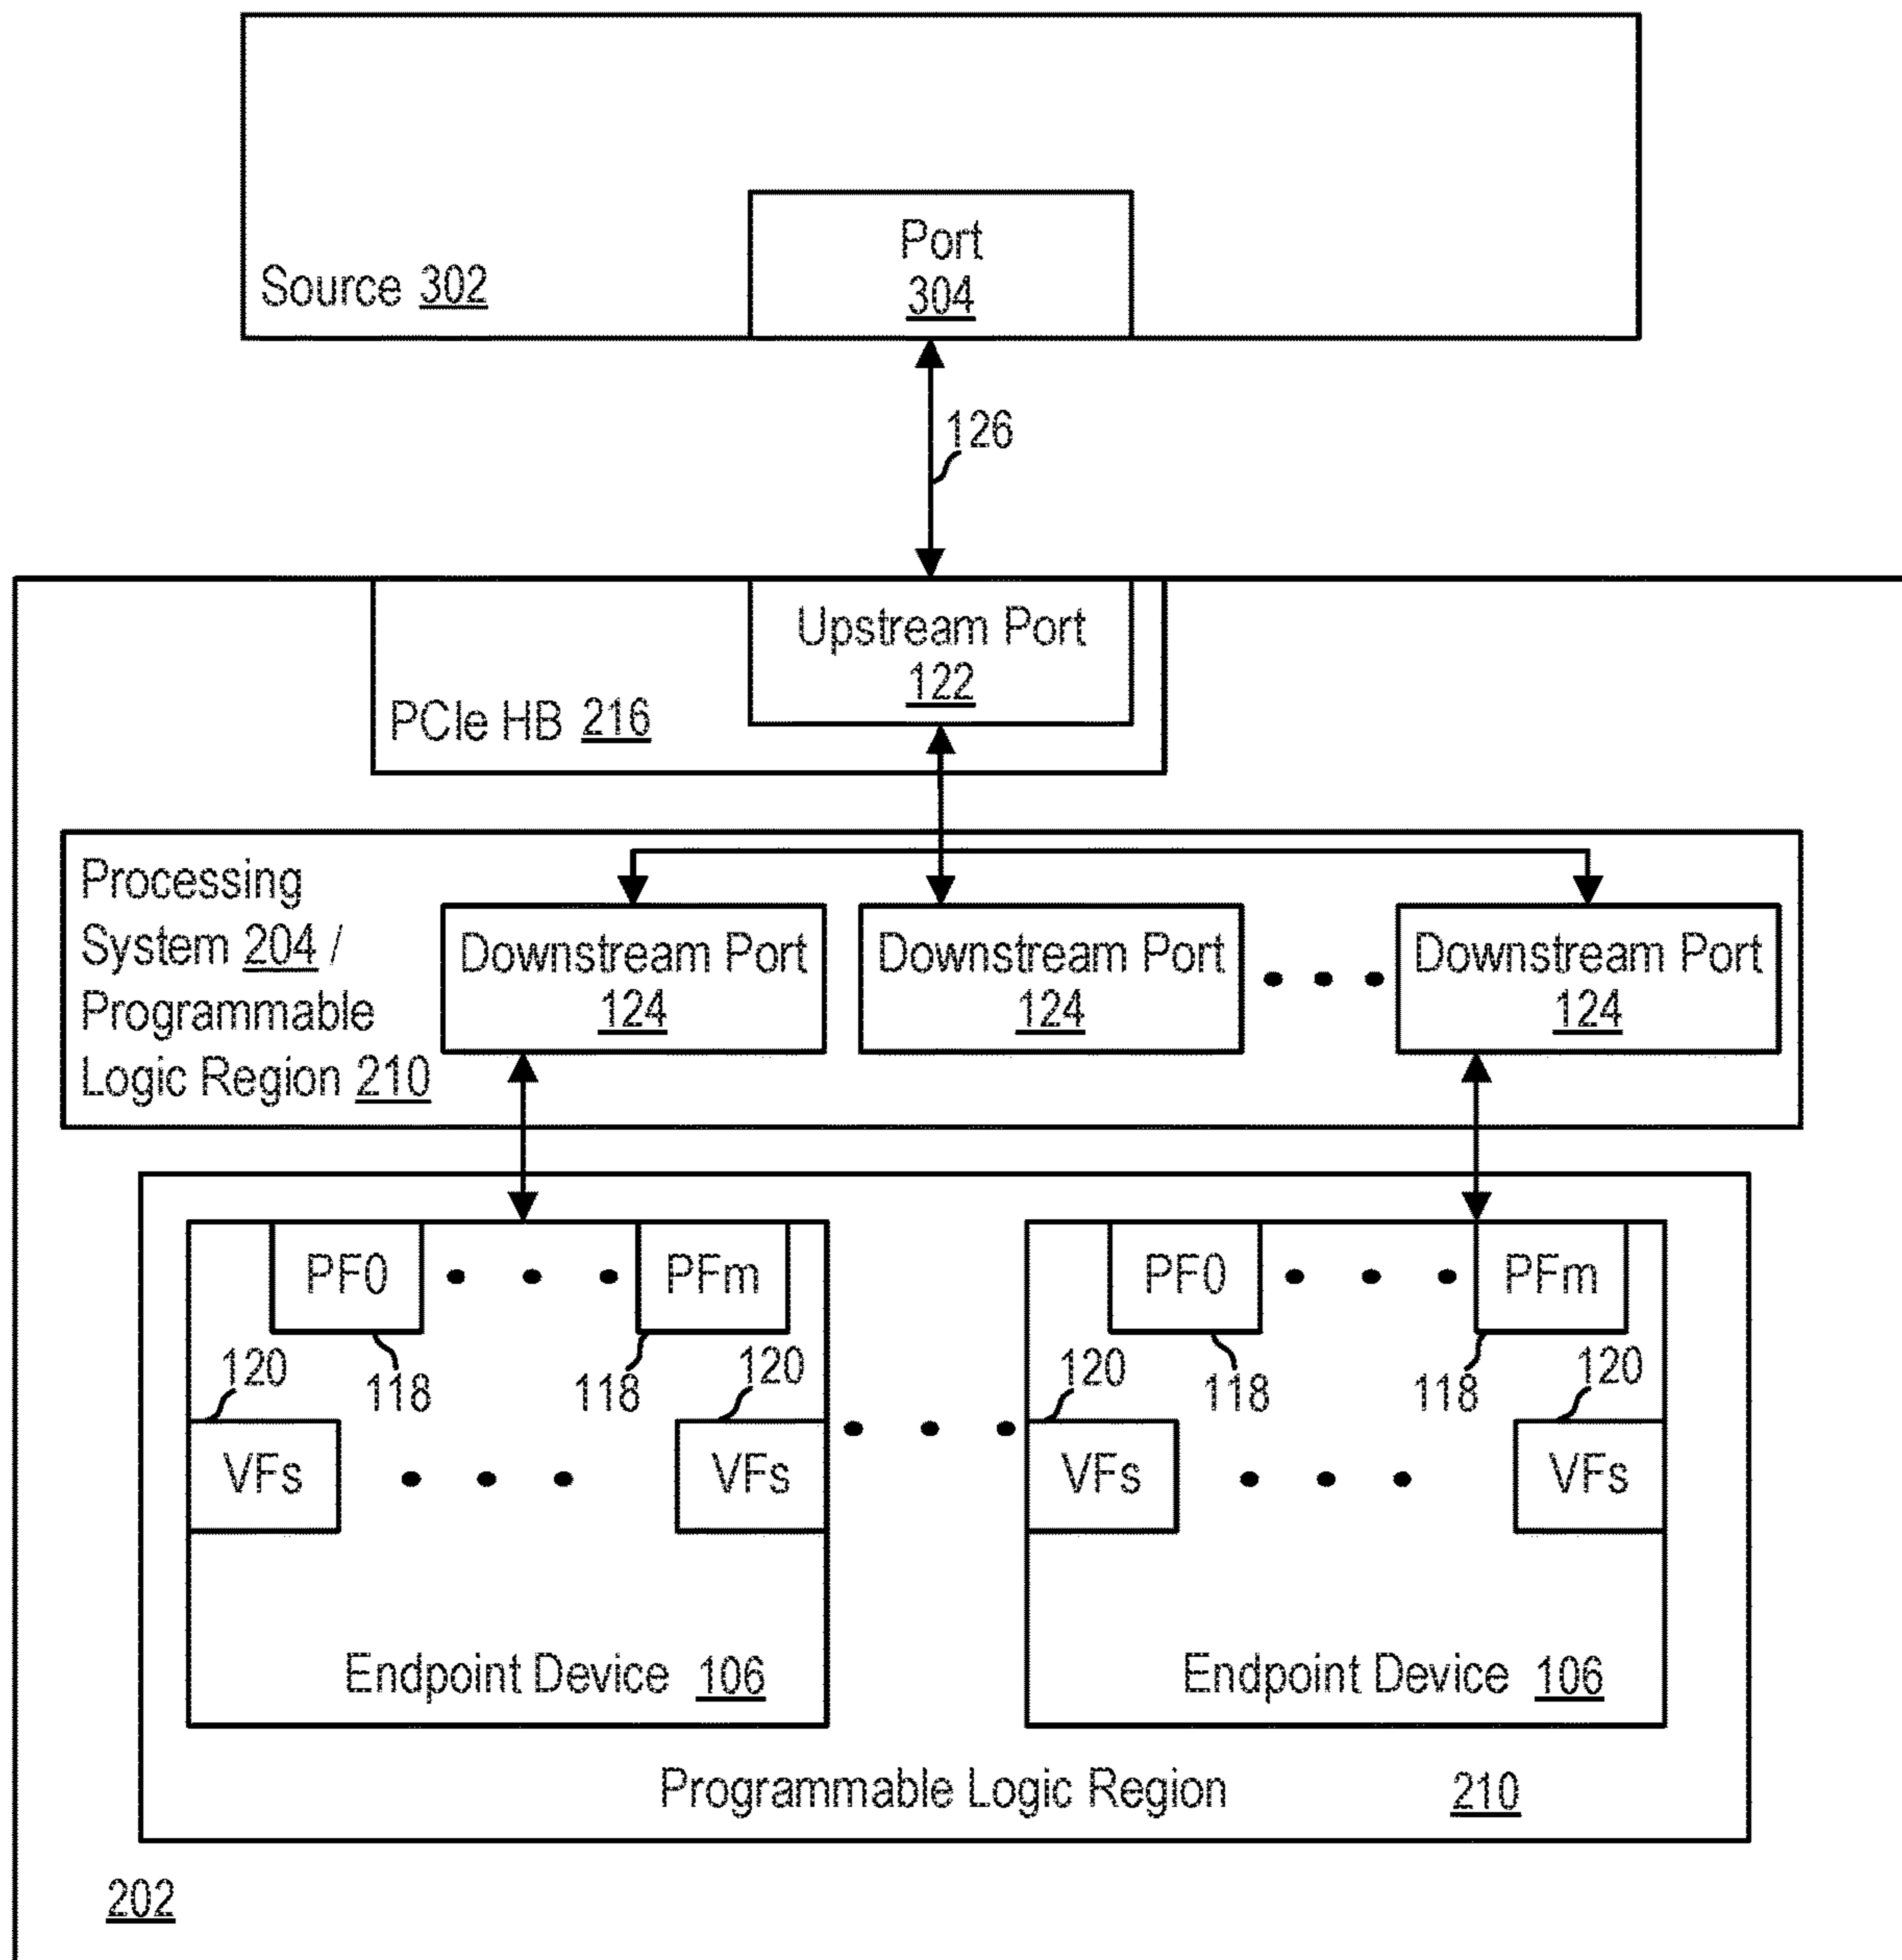 Port
304
Source 302
126
Upstream Port
122
PCIe HB 216
Processing
System 204 /
Programmable
Logic Region 210
Downstream Port
124
Downstream Port
124
Downstream Port
124
PF0
PFm
PF0
PFm
120
118
118
120
120
118
118
120
VFs
VFs
VFs
VFs
Endpoint Device 106
Endpoint Device 106
Programmable Logic Region 210
202